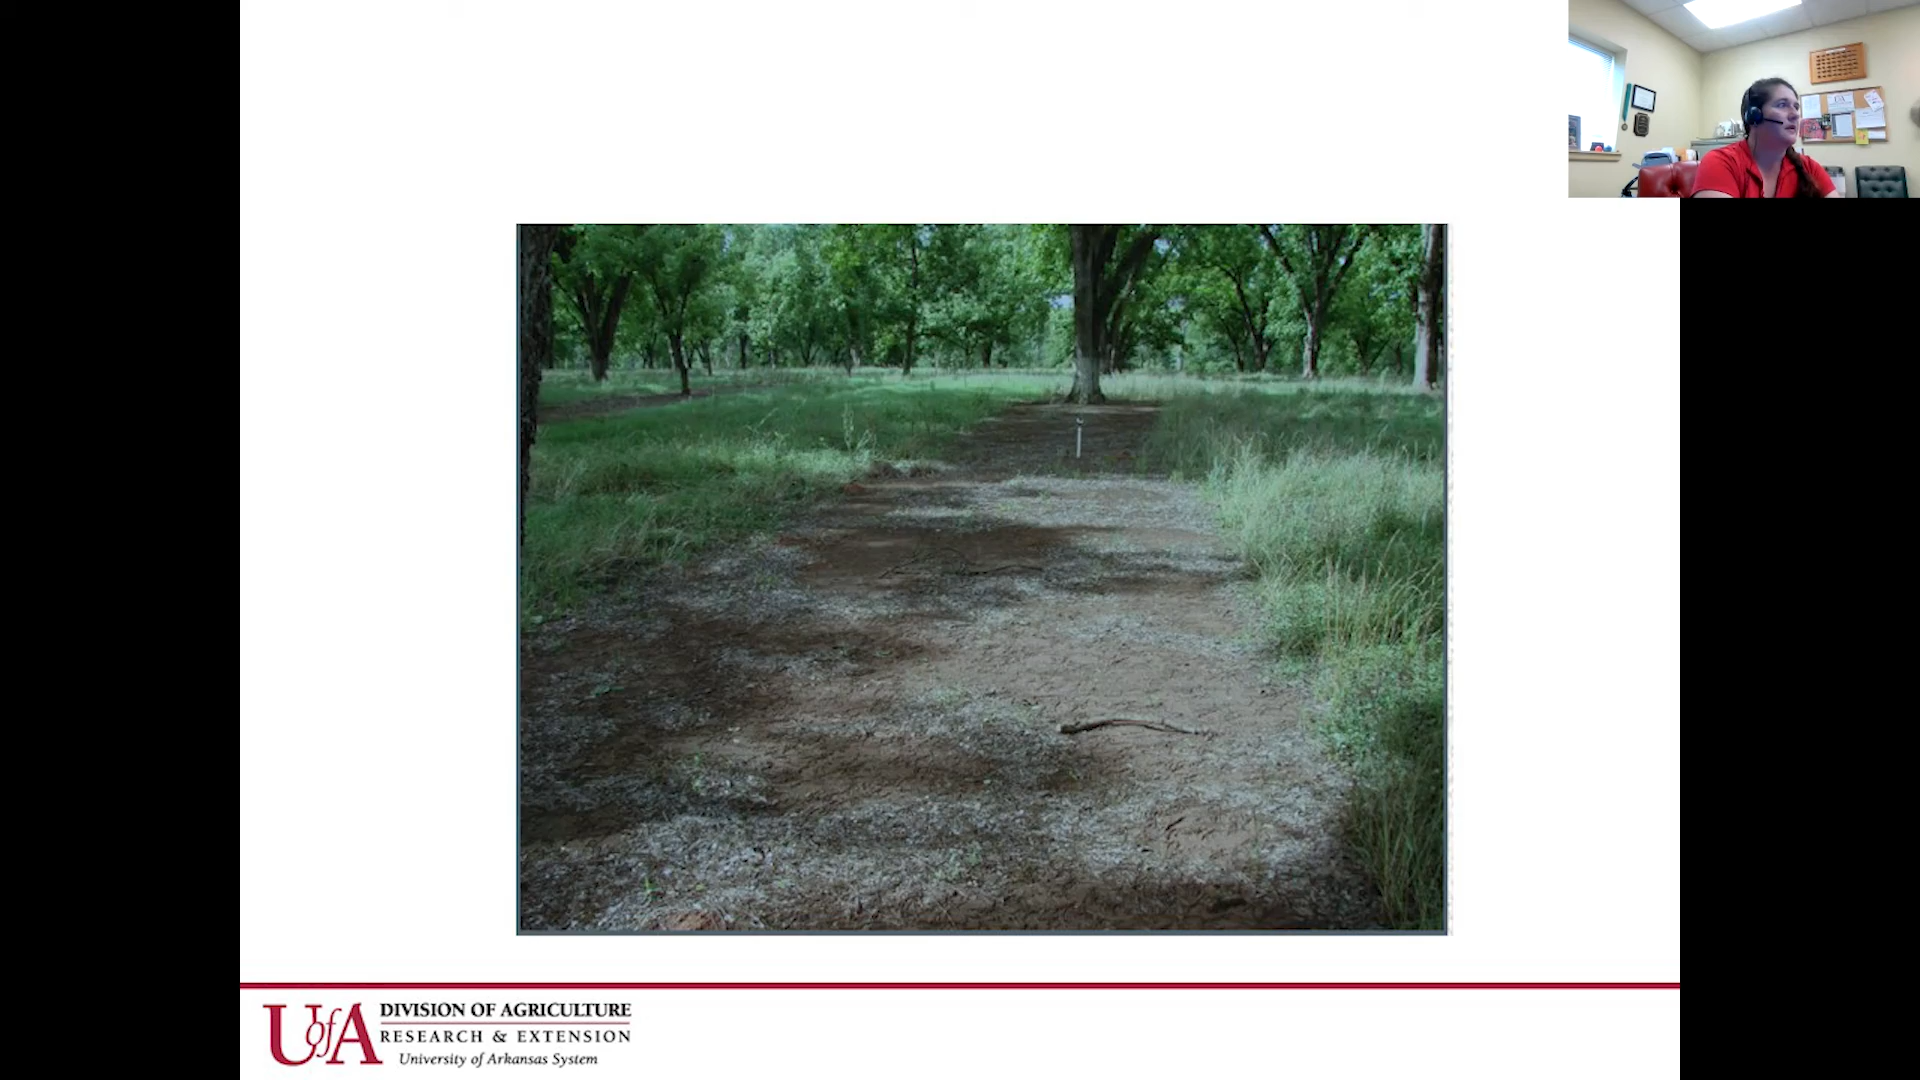 UofA
DIVISION OF AGRICULTURE
RESEARCH & EXTENSION
University of Arkansas System